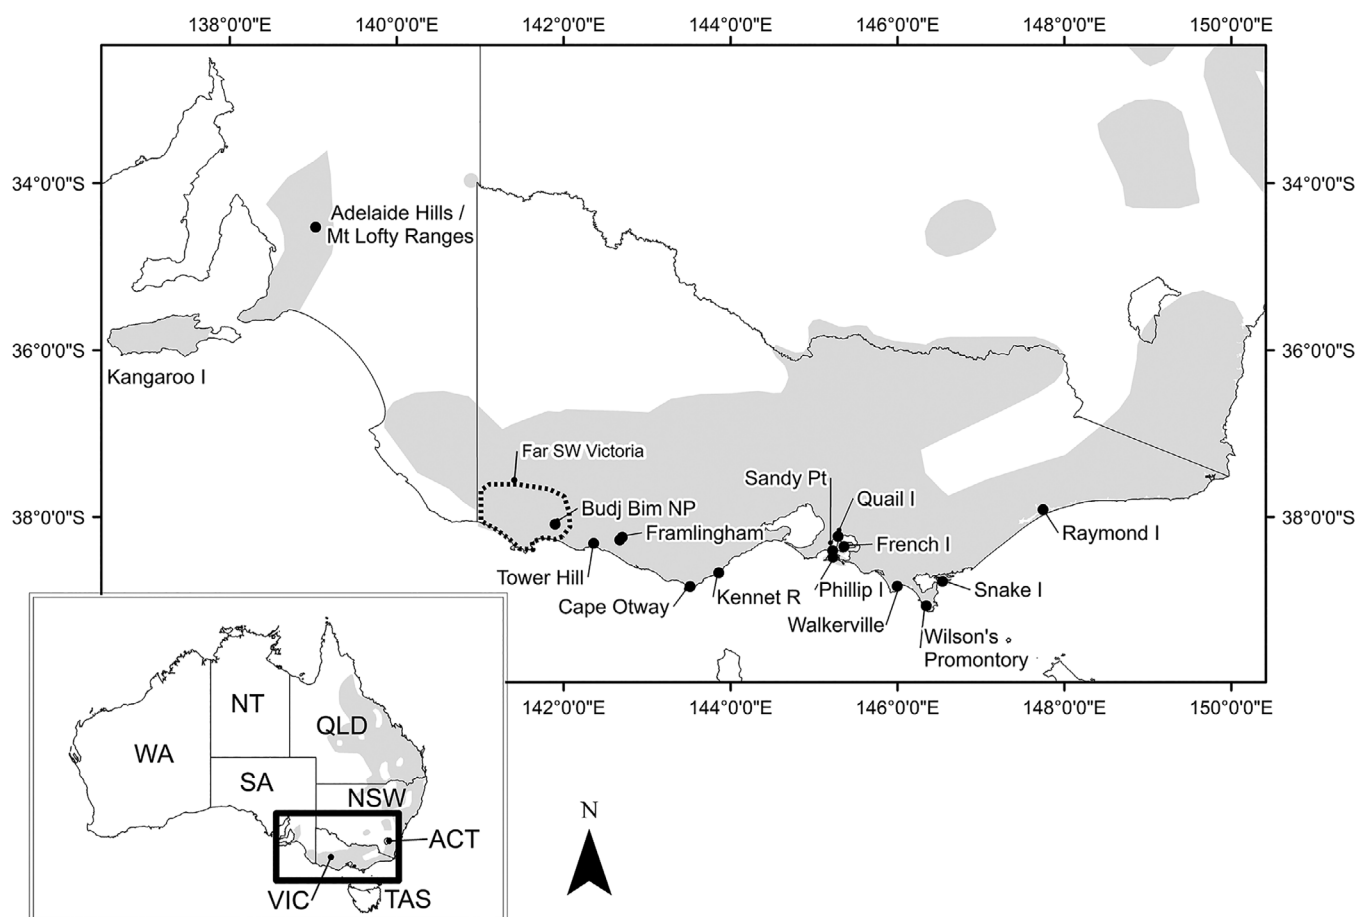 138°0'0"E 140°0'0"E 142°0'0"E 144°0'0"E 146°0'0"E 148°0'0"E 150°0'0"E
34°0'0"S
34°0'0"S
Adelaide Hills /
Mt Lofty Ranges
36°0'0"S
36°0'0"S
Kangaroo I
Far SW Victoria
Sandy Pt
Quail I
Budj Bim NP
38°0'0"S
38°0'0"S
Framlingham
French I
Raymond I
Tower Hill
Cape Otway
Kennet R
Phillip I
Snake I
Walkerville
Wilson's
Promontory
142°0'0"E 144°0'0"E 146°0'0"E 148°0'0"E 150°0'0"E
NT
QLD
WA
SA
NSW
ACT
VIC
TAS
N